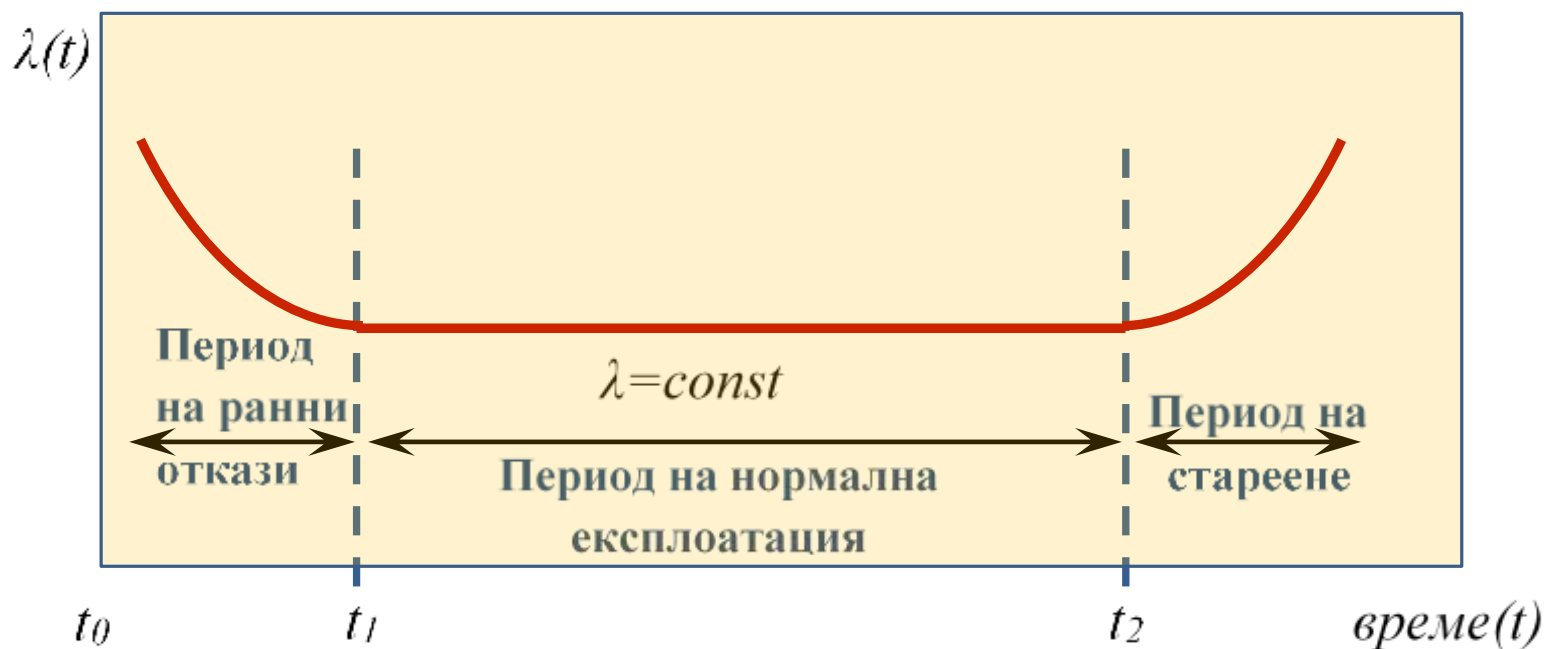 λ(t)
Период
на ранни
откази
λ=const
Период на нормална
експлоатация
Период на
стареене
t₀
t₁
t₂
време(t)